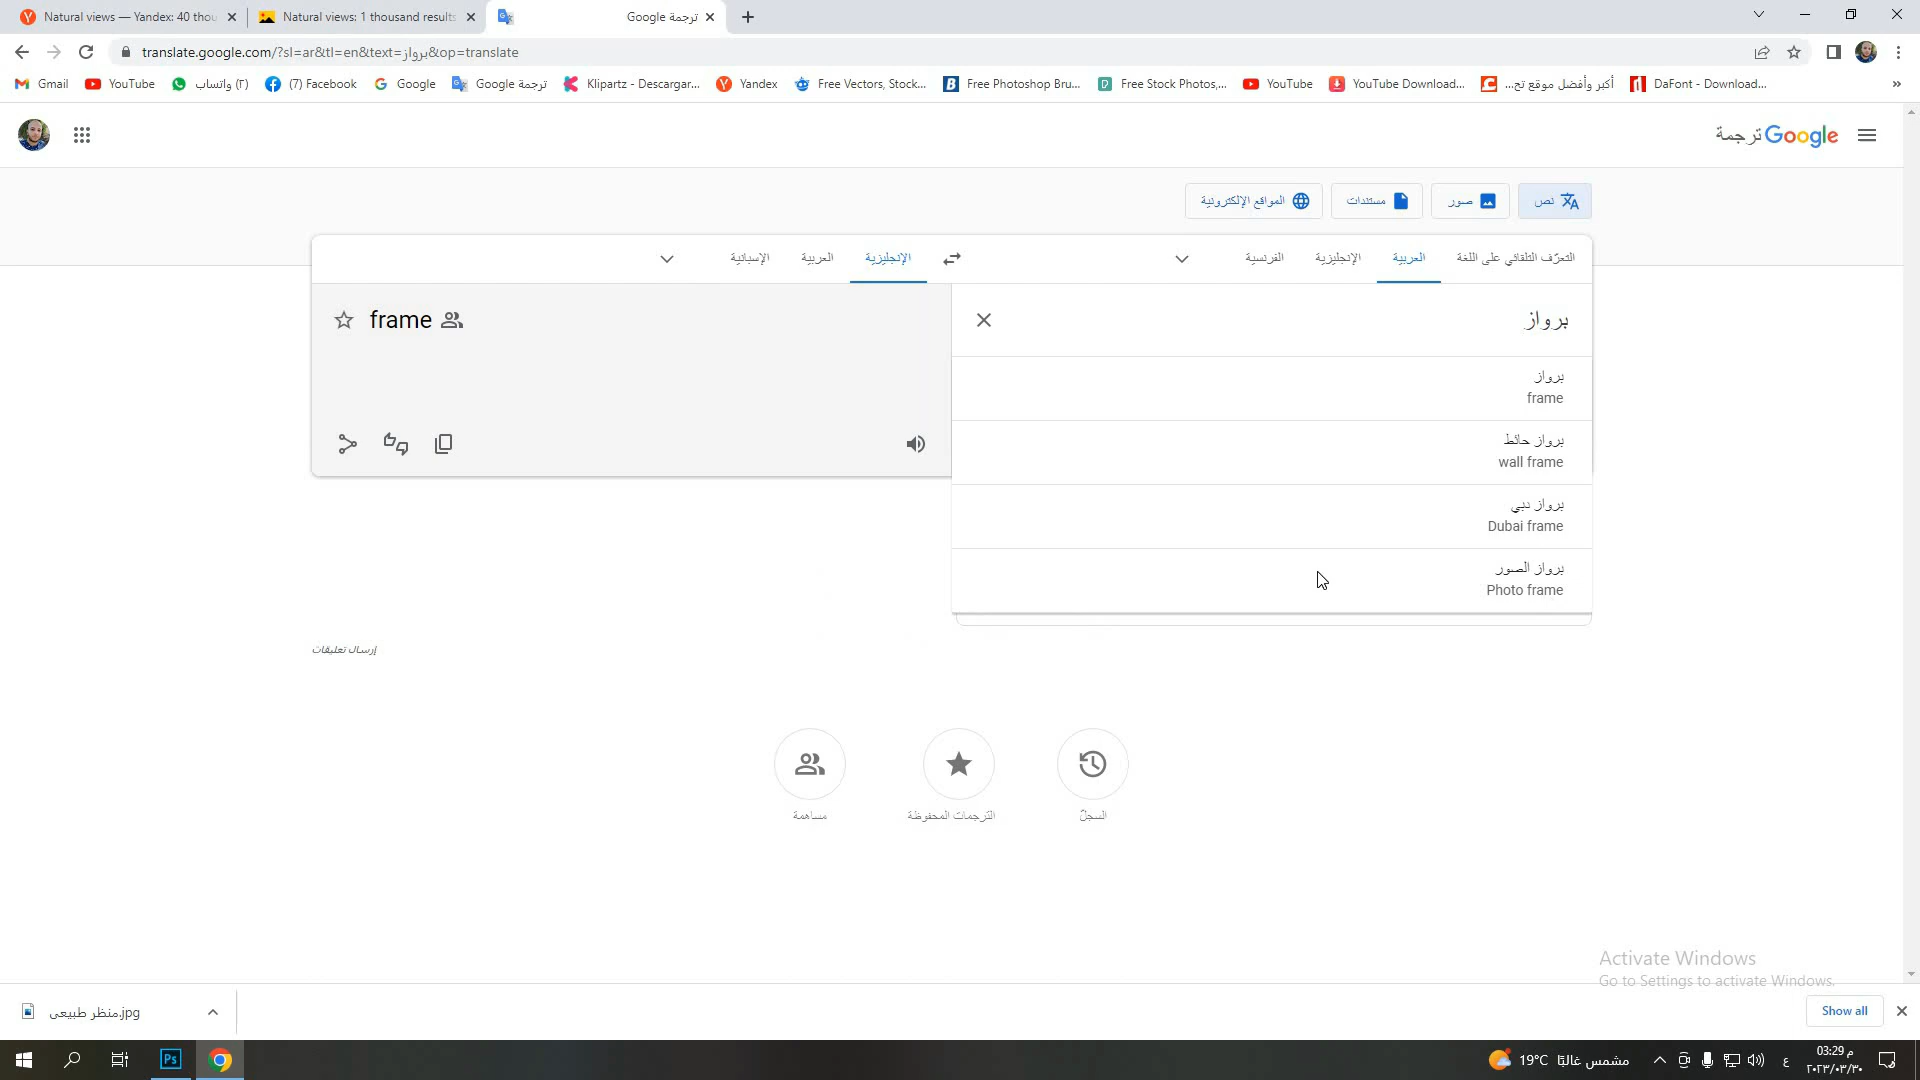 Natural views — Yandex: 40 thou
Natural views: 1 thousand results
ترجمة Google
translate.google.com/?sl=ar&tl=en&text=برواز&op=translate
Gmail
YouTube
(٢) واتساب
(7) Facebook
Google
ترجمة Google
Klipartz - Descargar...
Yandex
Free Vectors, Stock...
Free Photoshop Bru...
Free Stock Photos,...
YouTube
YouTube Download...
أكبر وأفضل موقع تج...
DaFont - Download...
»
ترجمة Google
نص
صور
مستندات
المواقع الإلكترونية
التعرّف التلقائي على اللغة
العربية
الإنجليزية
الفرنسية
الإنجليزية
العربية
الإسبانية
برواز
frame
برواز
frame
برواز حائط
wall frame
برواز دبي
Dubai frame
برواز الصور
Photo frame
إرسال تعليقات
السجلّ
الترجمات المحفوظة
مساهمة
Activate Windows
Go to Settings to activate Windows.
منظر طبيعى.jpg
Show all
Ps
19°C مشمس غالبًا
ع
03:29 م
٢٠٢٣/٠٣/٣٠